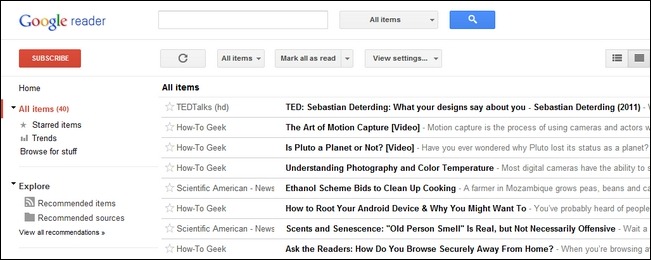 Google reader
All items
SUBSCRIBE
All items
Mark all as read
View settings...
Home
All items (40)
Starred items
Trends
Browse for stuff
Explore
Recommended items
Recommended sources
View all recommendations »
All items
TEDTalks (hd) TED: Sebastian Deterding: What your designs say about you - Sebastian Deterding (2011) -
How-To Geek The Art of Motion Capture [Video] - Motion capture is the process of using cameras and actors w
How-To Geek Is Pluto a Planet or Not? [Video] - Have you ever wondered why Pluto lost its status as a planet?
How-To Geek Understanding Photography and Color Temperature - Most digital cameras have the ability to s
Scientific American - News Ethanol Scheme Bids to Clean Up Cooking - A farmer in Mozambique grows peas, beans and ca
How-To Geek How to Root Your Android Device & Why You Might Want To - You've probably heard of people
Scientific American - News Scents and Senescence: "Old Person Smell" Is Real, but Not Necessarily Offensive - Wait a
How-To Geek Ask the Readers: How Do You Browse Securely Away From Home? - When you're browsing a